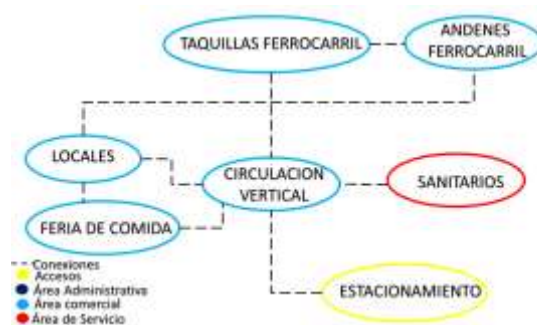 TAQUILLAS FERROCARRIL
ANDENES
FERROCARRIL
LOCALES
CIRCULACION
VERTICAL
SANITARIOS
FERIA DE COMIDA
Conexiones
Accesos
Área Administrativa
Área comercial
Área de Servicio
ESTACIONAMIENTO